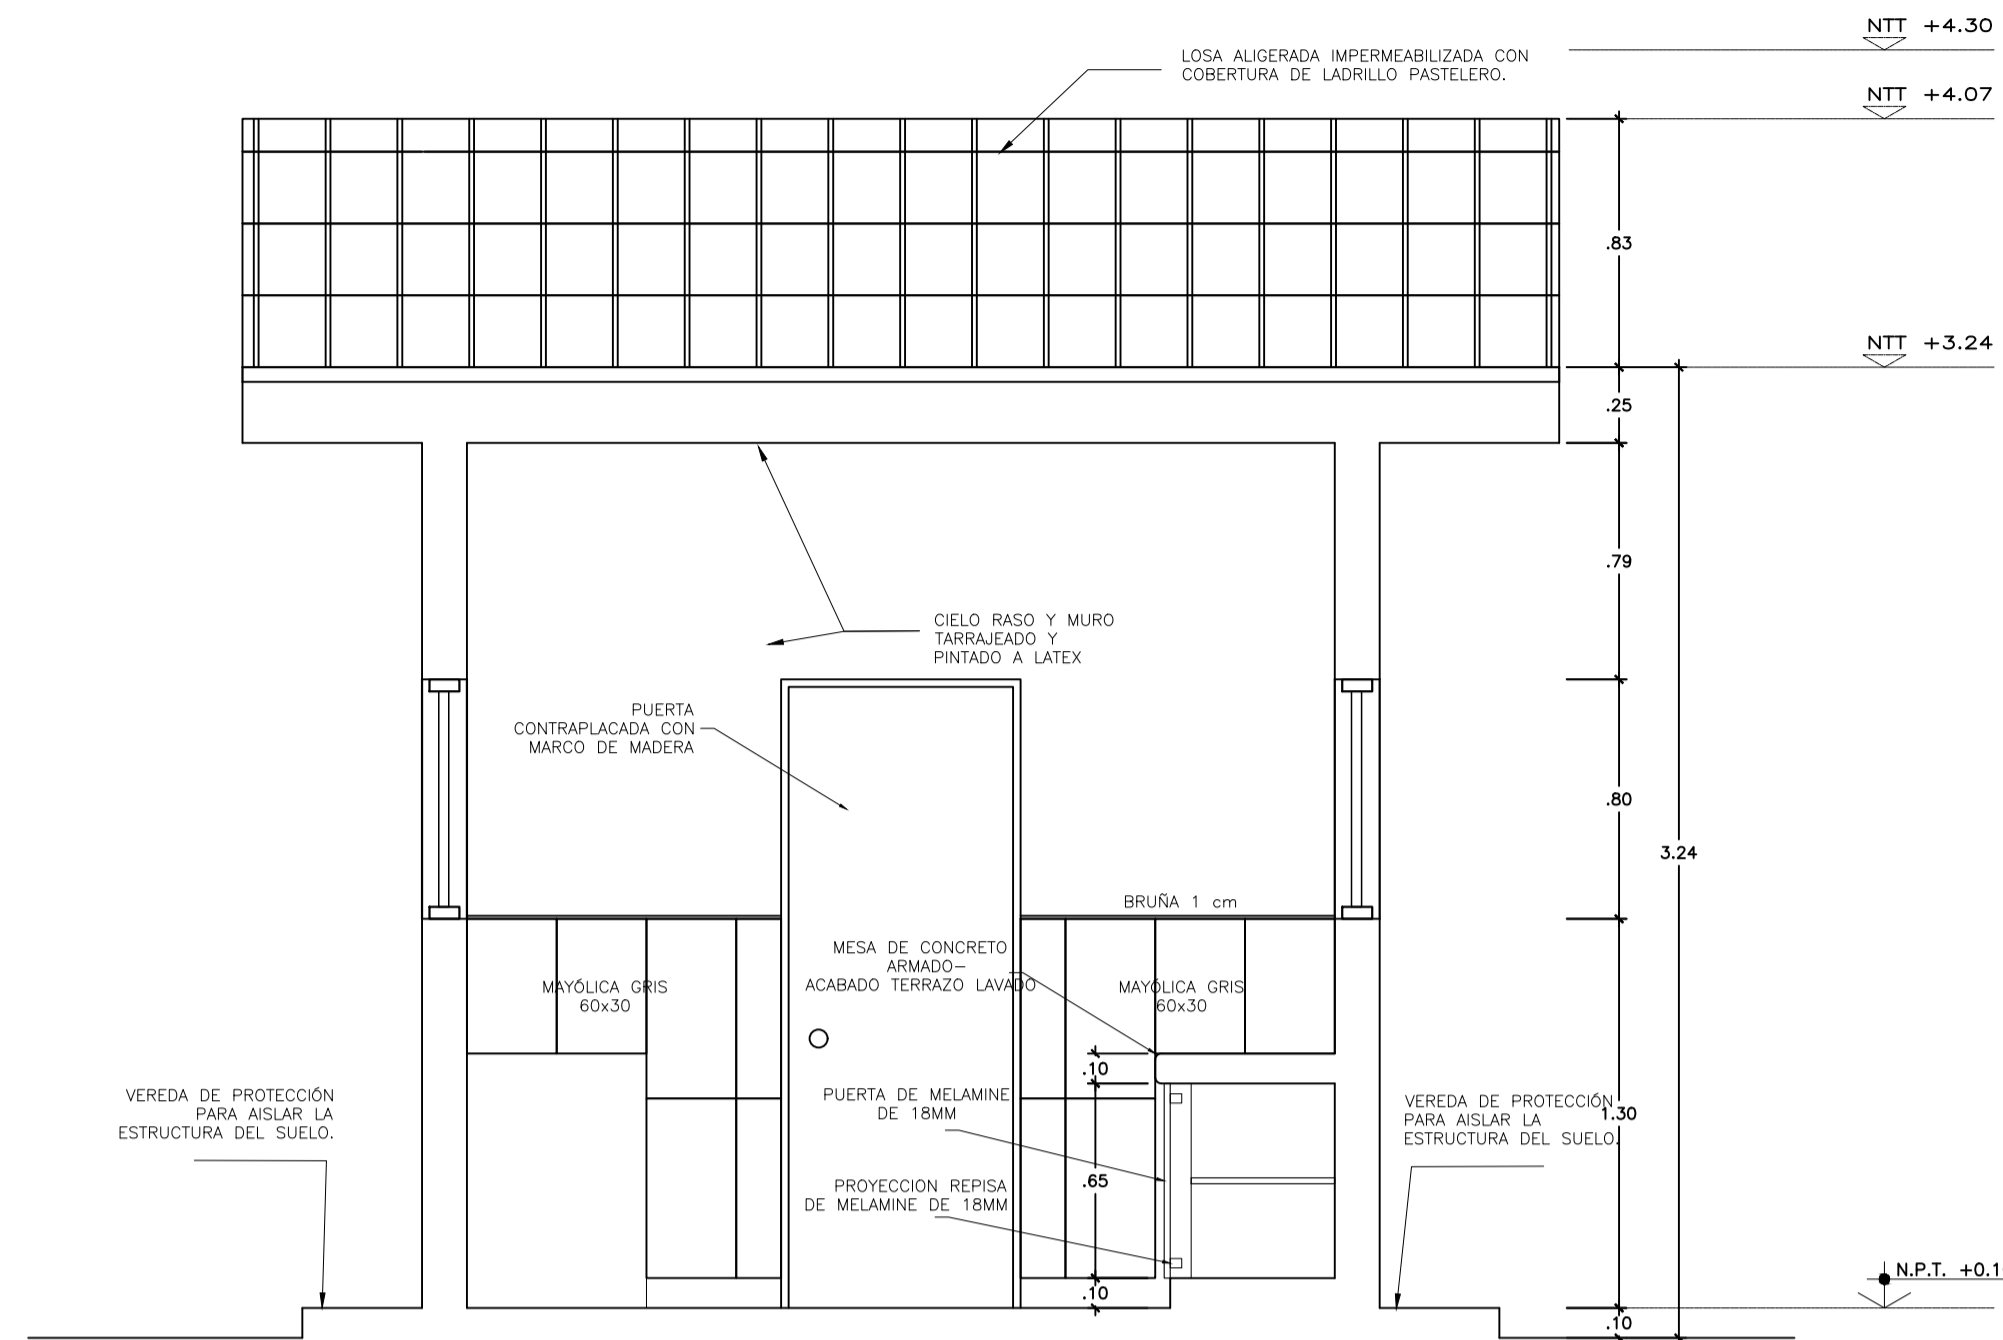 NTT +4.30
LOSA ALIGERADA IMPERMEABILIZADA CON
COBERTURA DE LADRILLO PASTELERO.
NTT +4.07
.83
NTT +3.24
.25
.79
CIELO RASO Y MURO
TARRAJEADO Y
PINTADO A LATEX
PUERTA
CONTRAPLACADA CON
MARCO DE MADERA
.80
3.24
BRUÑA 1 cm
MESA DE CONCRETO
ARMADO-
ACABADO TERRAZO LAVADO
MAYÓLICA GRIS
60x30
MAYÓLICA GRIS
60x30
.10
VEREDA DE PROTECCIÓN
PARA AISLAR LA
ESTRUCTURA DEL SUELO.
PUERTA DE MELAMINE
DE 18MM
VEREDA DE PROTECCIÓN
PARA AISLAR LA
ESTRUCTURA DEL SUELO.
1.30
.65
PROYECCION REPISA
DE MELAMINE DE 18MM
N.P.T. +0.1
.10
.10